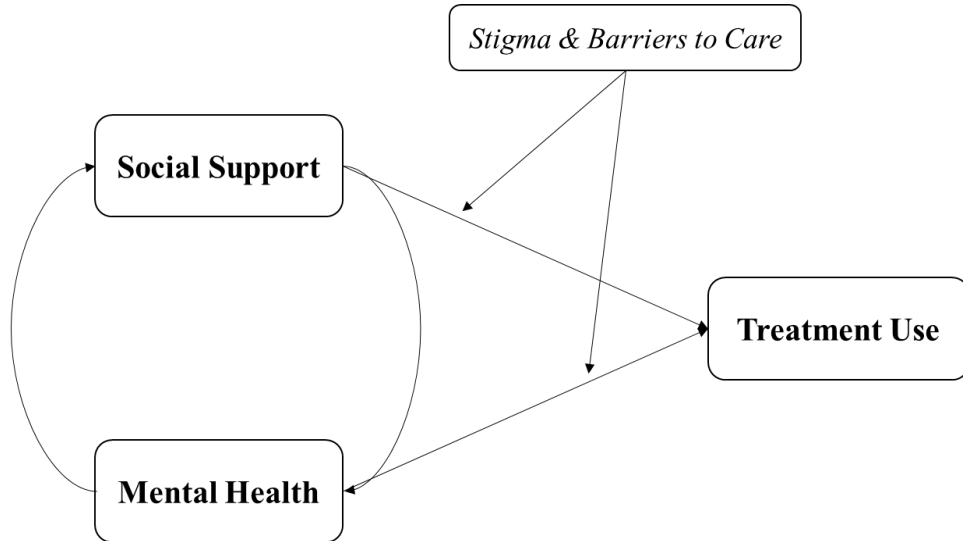 Stigma & Barriers to Care
Social Support
Treatment Use
Mental Health